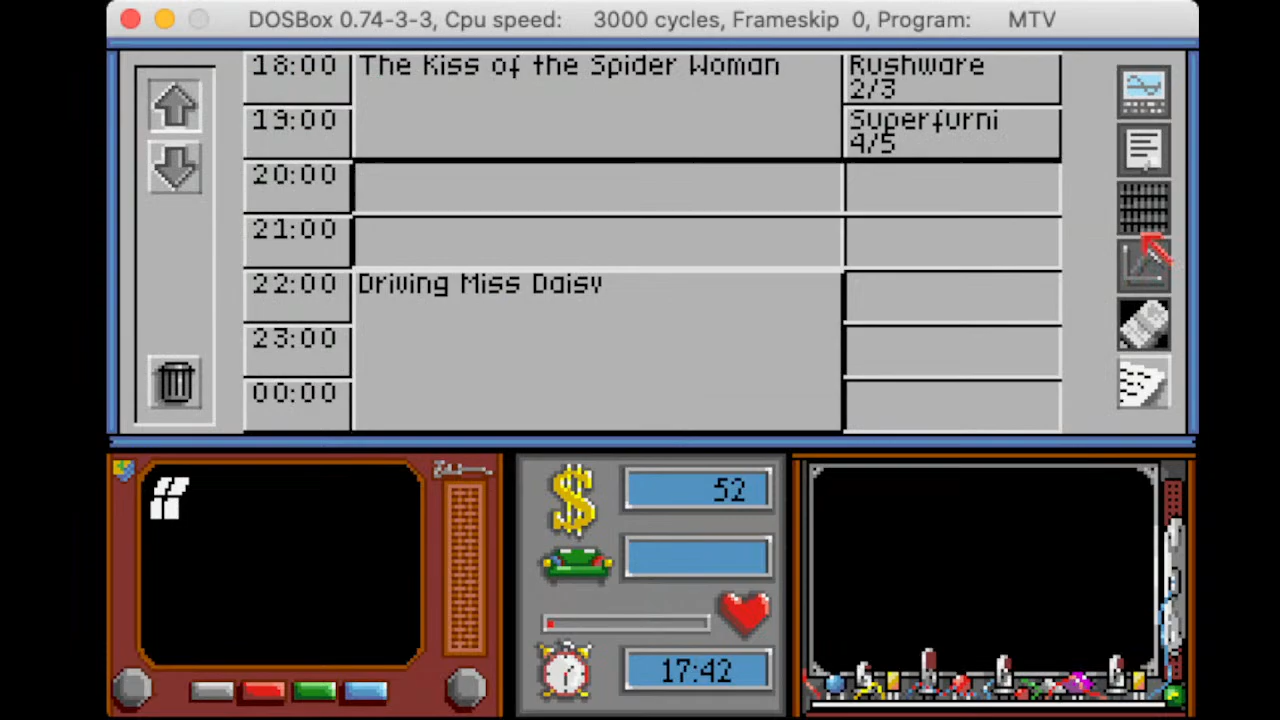 DOSBox 0.74-3-3, Cpu speed: 3000 cycles, Frameskip 0, Program: MTV
18:00 The Kiss of the Spider Woman Rushware
2/3
19:00 Superfurni
4/5
20:00
21:00
22:00 Driving Miss Daisy
23:00
00:00
$ 52
17:42